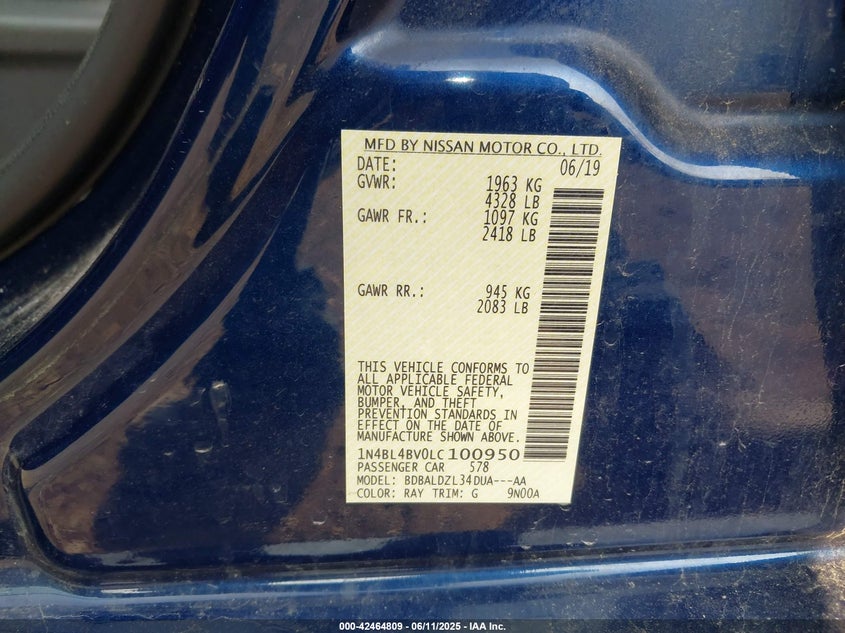 MFD BY NISSAN MOTOR CO., LTD.
DATE: 06/19
GVWR: 1963 KG
4328 LB
GAWR FR.: 1097 KG
2418 LB
GAWR RR.: 945 KG
2083 LB
THIS VEHICLE CONFORMS TO
ALL APPLICABLE FEDERAL
MOTOR VEHICLE SAFETY,
BUMPER, AND THEFT
PREVENTION STANDARDS IN
EFFECT ON THE DATE OF
MANUFACTURE SHOWN ABOVE.
1N4BL4BV0LC100950
PASSENGER CAR 578
MODEL: BDBALDZL34DUA---AA
COLOR: RAY TRIM: G 9N00A
000-42464809 - 06/11/2025 - IAA Inc.